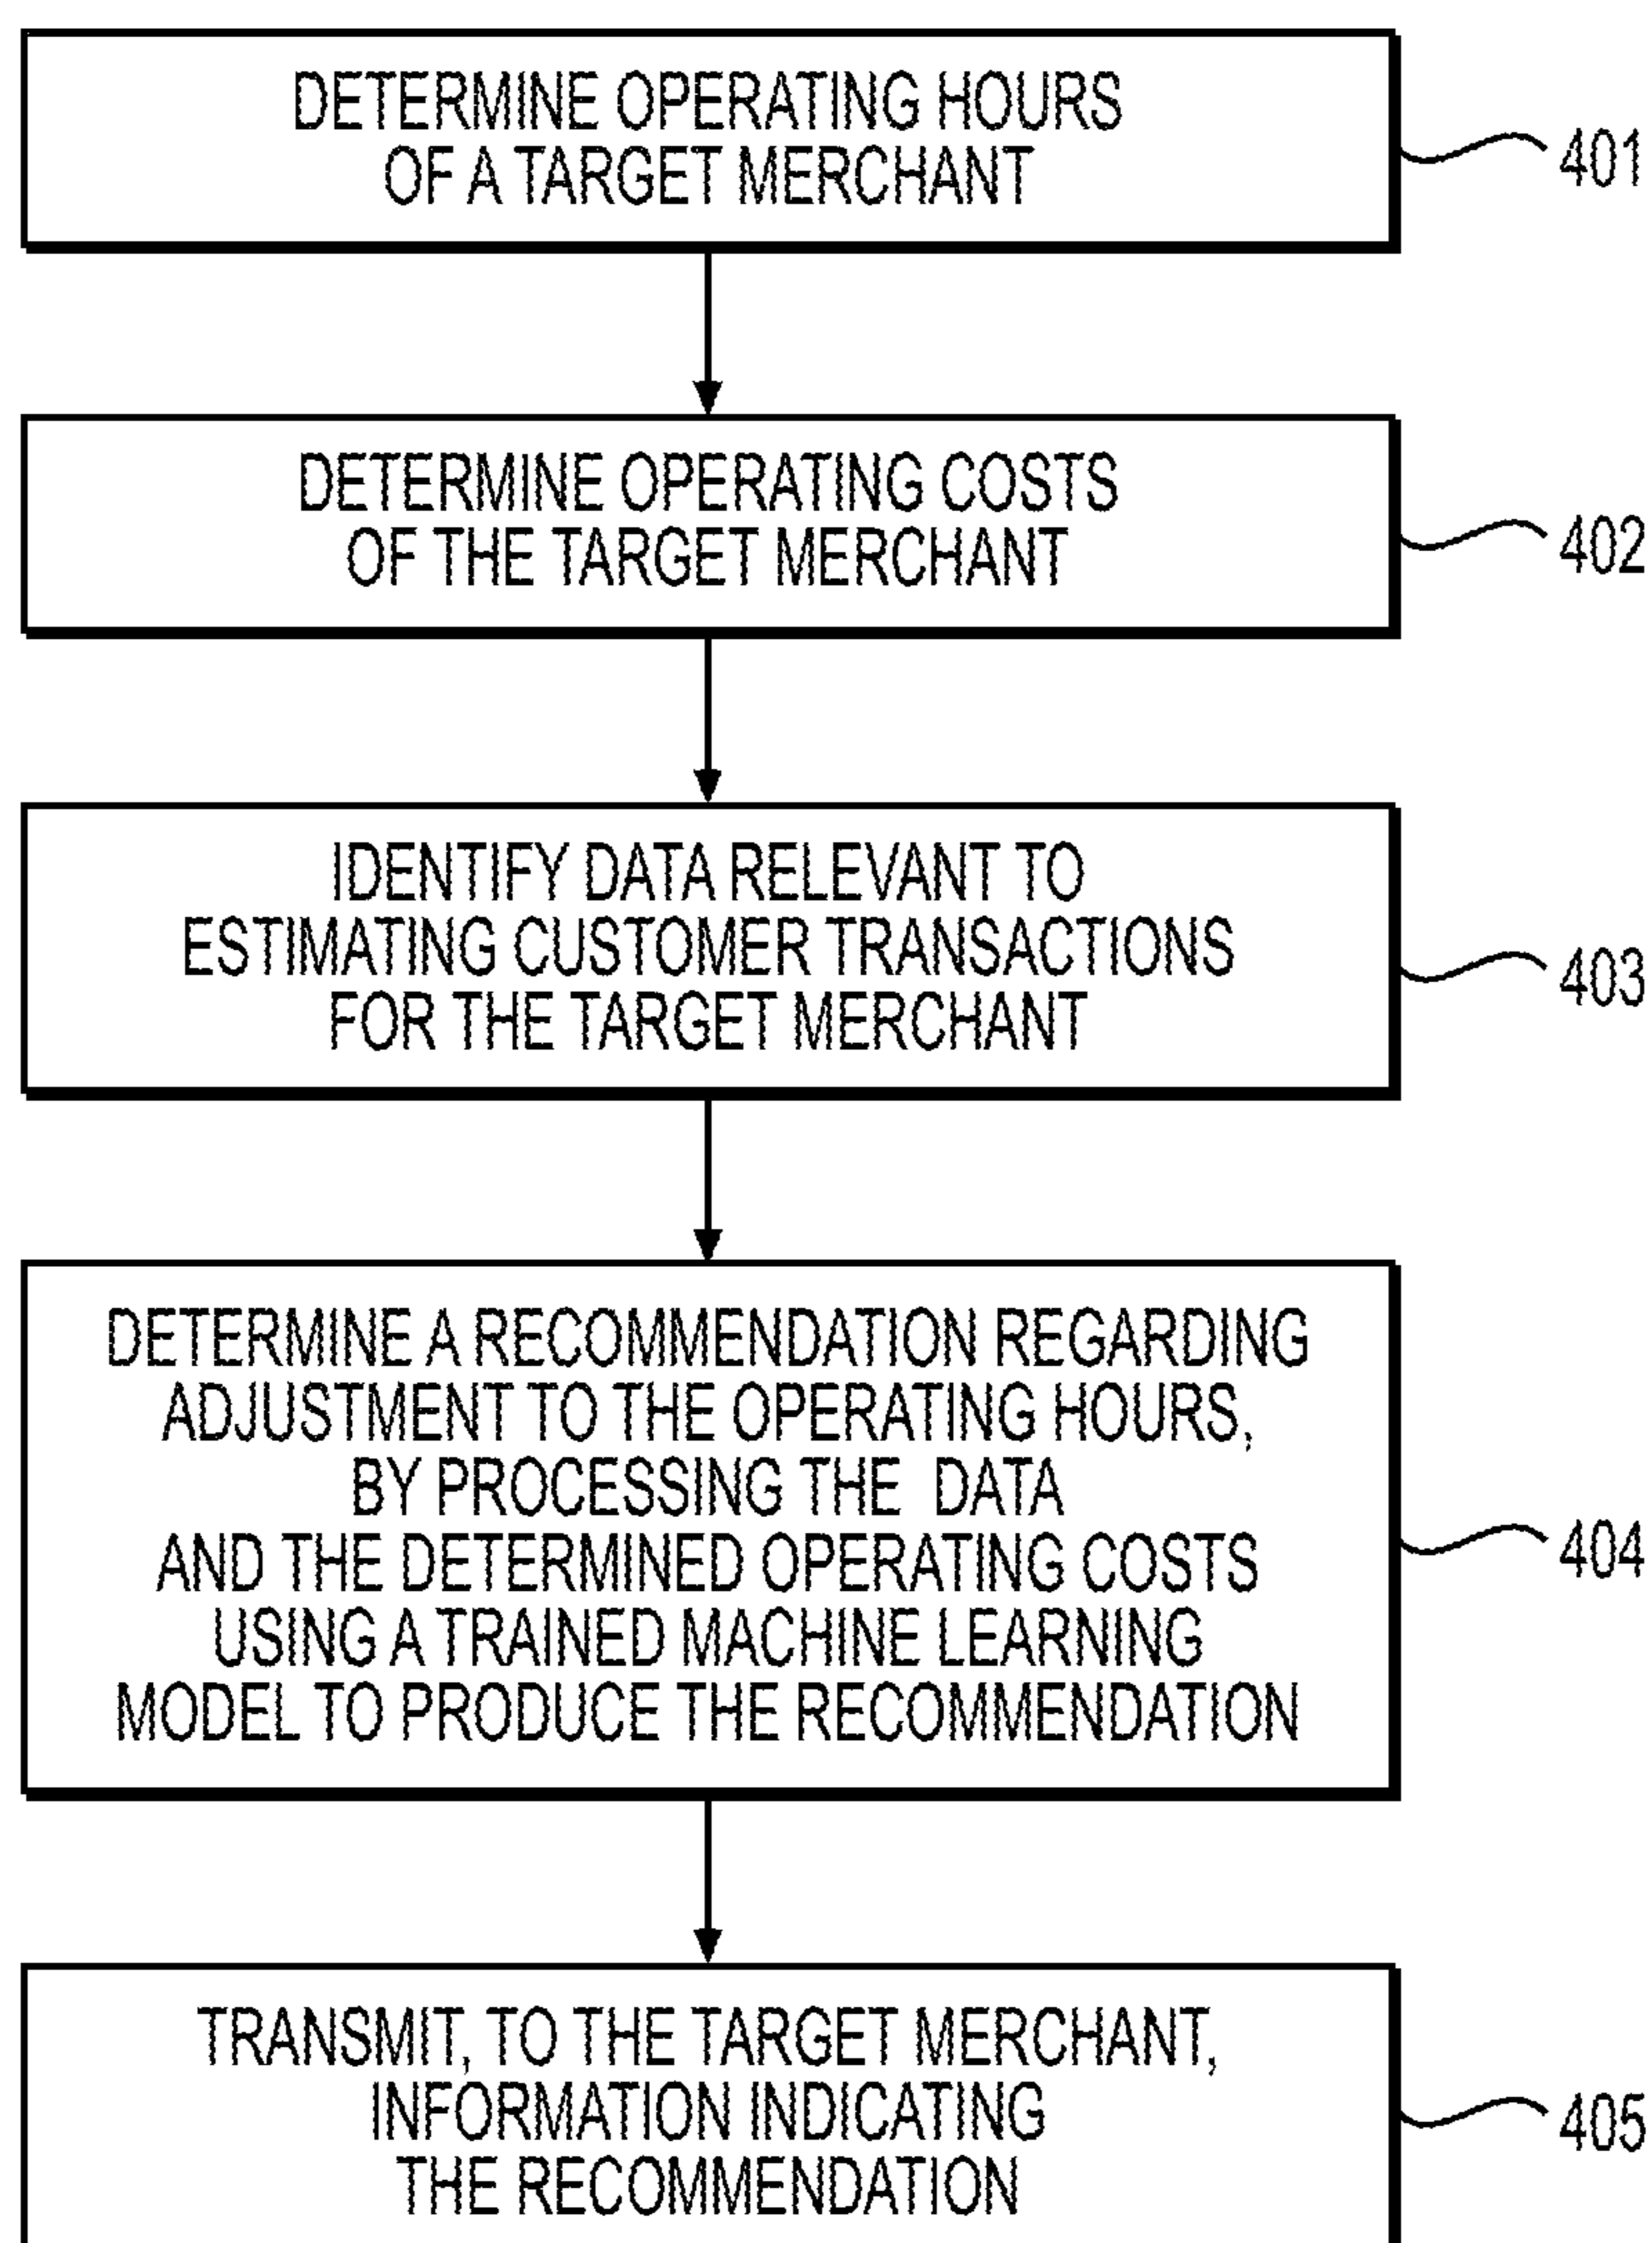 DETERMINE OPERATING HOURS
OF A TARGET MERCHANT
401
DETERMINE OPERATING COSTS
OF THE TARGET MERCHANT
402
IDENTIFY DATA RELEVANT TO
ESTIMATING CUSTOMER TRANSACTIONS
FOR THE TARGET MERCHANT
403
DETERMINE A RECOMMENDATION REGARDING
ADJUSTMENT TO THE OPERATING HOURS,
BY PROCESSING THE DATA
AND THE DETERMINED OPERATING COSTS
USING A TRAINED MACHINE LEARNING
MODEL TO PRODUCE THE RECOMMENDATION
404
TRANSMIT, TO THE TARGET MERCHANT,
INFORMATION INDICATING
THE RECOMMENDATION
405